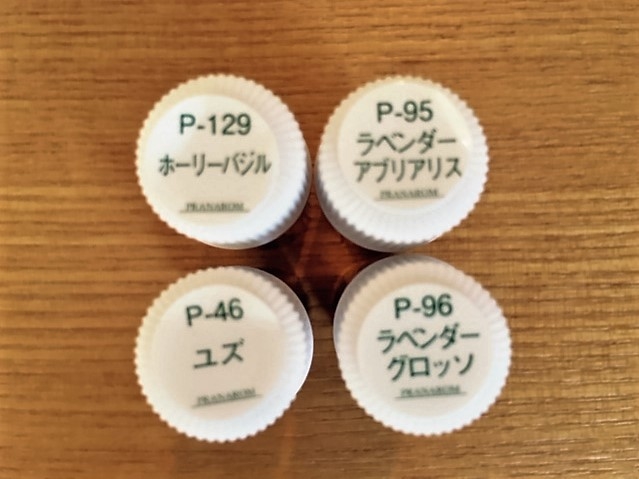 P-129
ホーリーバジル
PRANAROM
P-95
ラベンダー
アブリアリス
PRANAROM
P-46
ユズ
PRANAROM
P-96
ラベンダー
グロッソ
PRANAROM